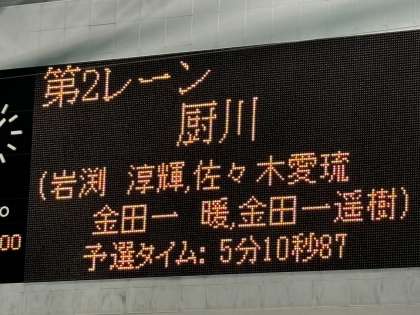 第2レーン
厨川
(岩渕 淳輝,佐々木愛琉
金田一 暖,金田一遥樹)
予選タイム: 5分10秒87
00